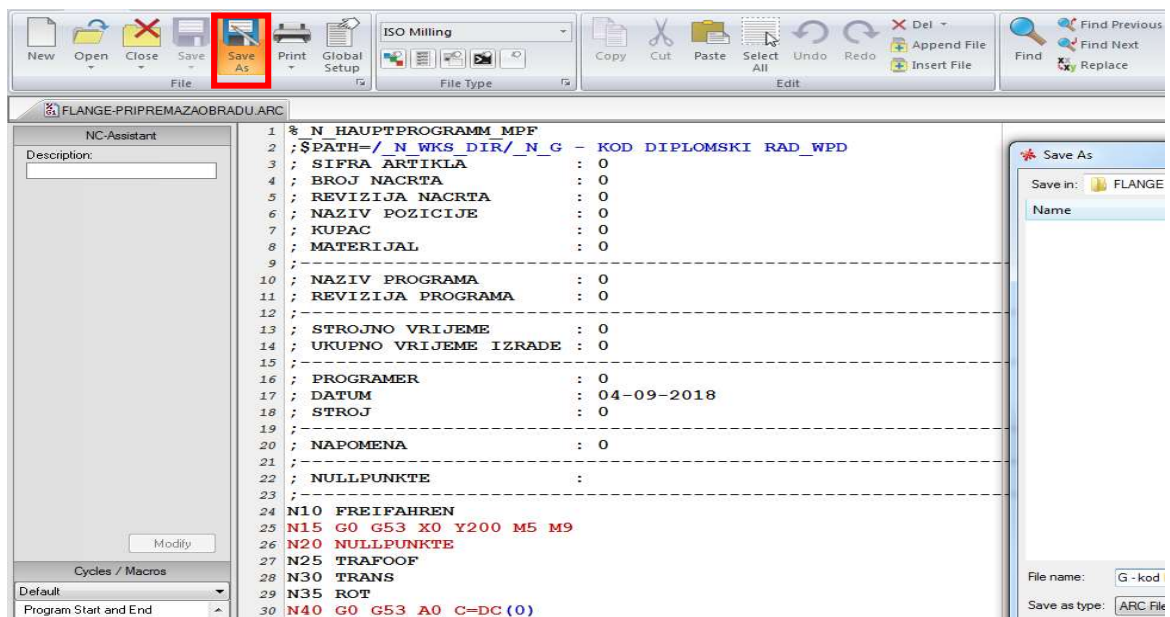 New Open Close Save Save As Print Global Setup
File
ISO Milling
File Type
Copy Cut Paste Select All Undo Redo
Del
Append File
Insert File
Edit
Find
Find Previous
Find Next
Replace
FLANGE-PRIPREMAZAOBRADU.ARC
NC-Assistant
Description:
Modify
Cycles / Macros
Default
Program Start and End
1 %_N_HAUPTPROGRAMM_MPF
2 ;$PATH=/_N_WKS_DIR/_N_G - KOD DIPLOMSKI RAD_WPD
3 ; SIFRA ARTIKLA : 0
4 ; BROJ NACRTA : 0
5 ; REVIZIJA NACRTA : 0
6 ; NAZIV POZICIJE : 0
7 ; KUPAC : 0
8 ; MATERIJAL : 0
9 ;------------------------------------------------------------
10 ; NAZIV PROGRAMA : 0
11 ; REVIZIJA PROGRAMA : 0
12 ;------------------------------------------------------------
13 ; STROJNO VRIJEME : 0
14 ; UKUPNO VRIJEME IZRADE : 0
15 ;------------------------------------------------------------
16 ; PROGRAMER : 0
17 ; DATUM : 04-09-2018
18 ; STROJ : 0
19 ;------------------------------------------------------------
20 ; NAPOMENA : 0
21 ;------------------------------------------------------------
22 ; NULLPUNKTE :
23 ;------------------------------------------------------------
24 N10 FREIFAHREN
25 N15 G0 G53 X0 Y200 M5 M9
26 N20 NULLPUNKTE
27 N25 TRAFOOF
28 N30 TRANS
29 N35 ROT
30 N40 G0 G53 A0 C=DC(0)
Save As
Save in: FLANGE
Name
File name: G - kod
Save as type: ARC File